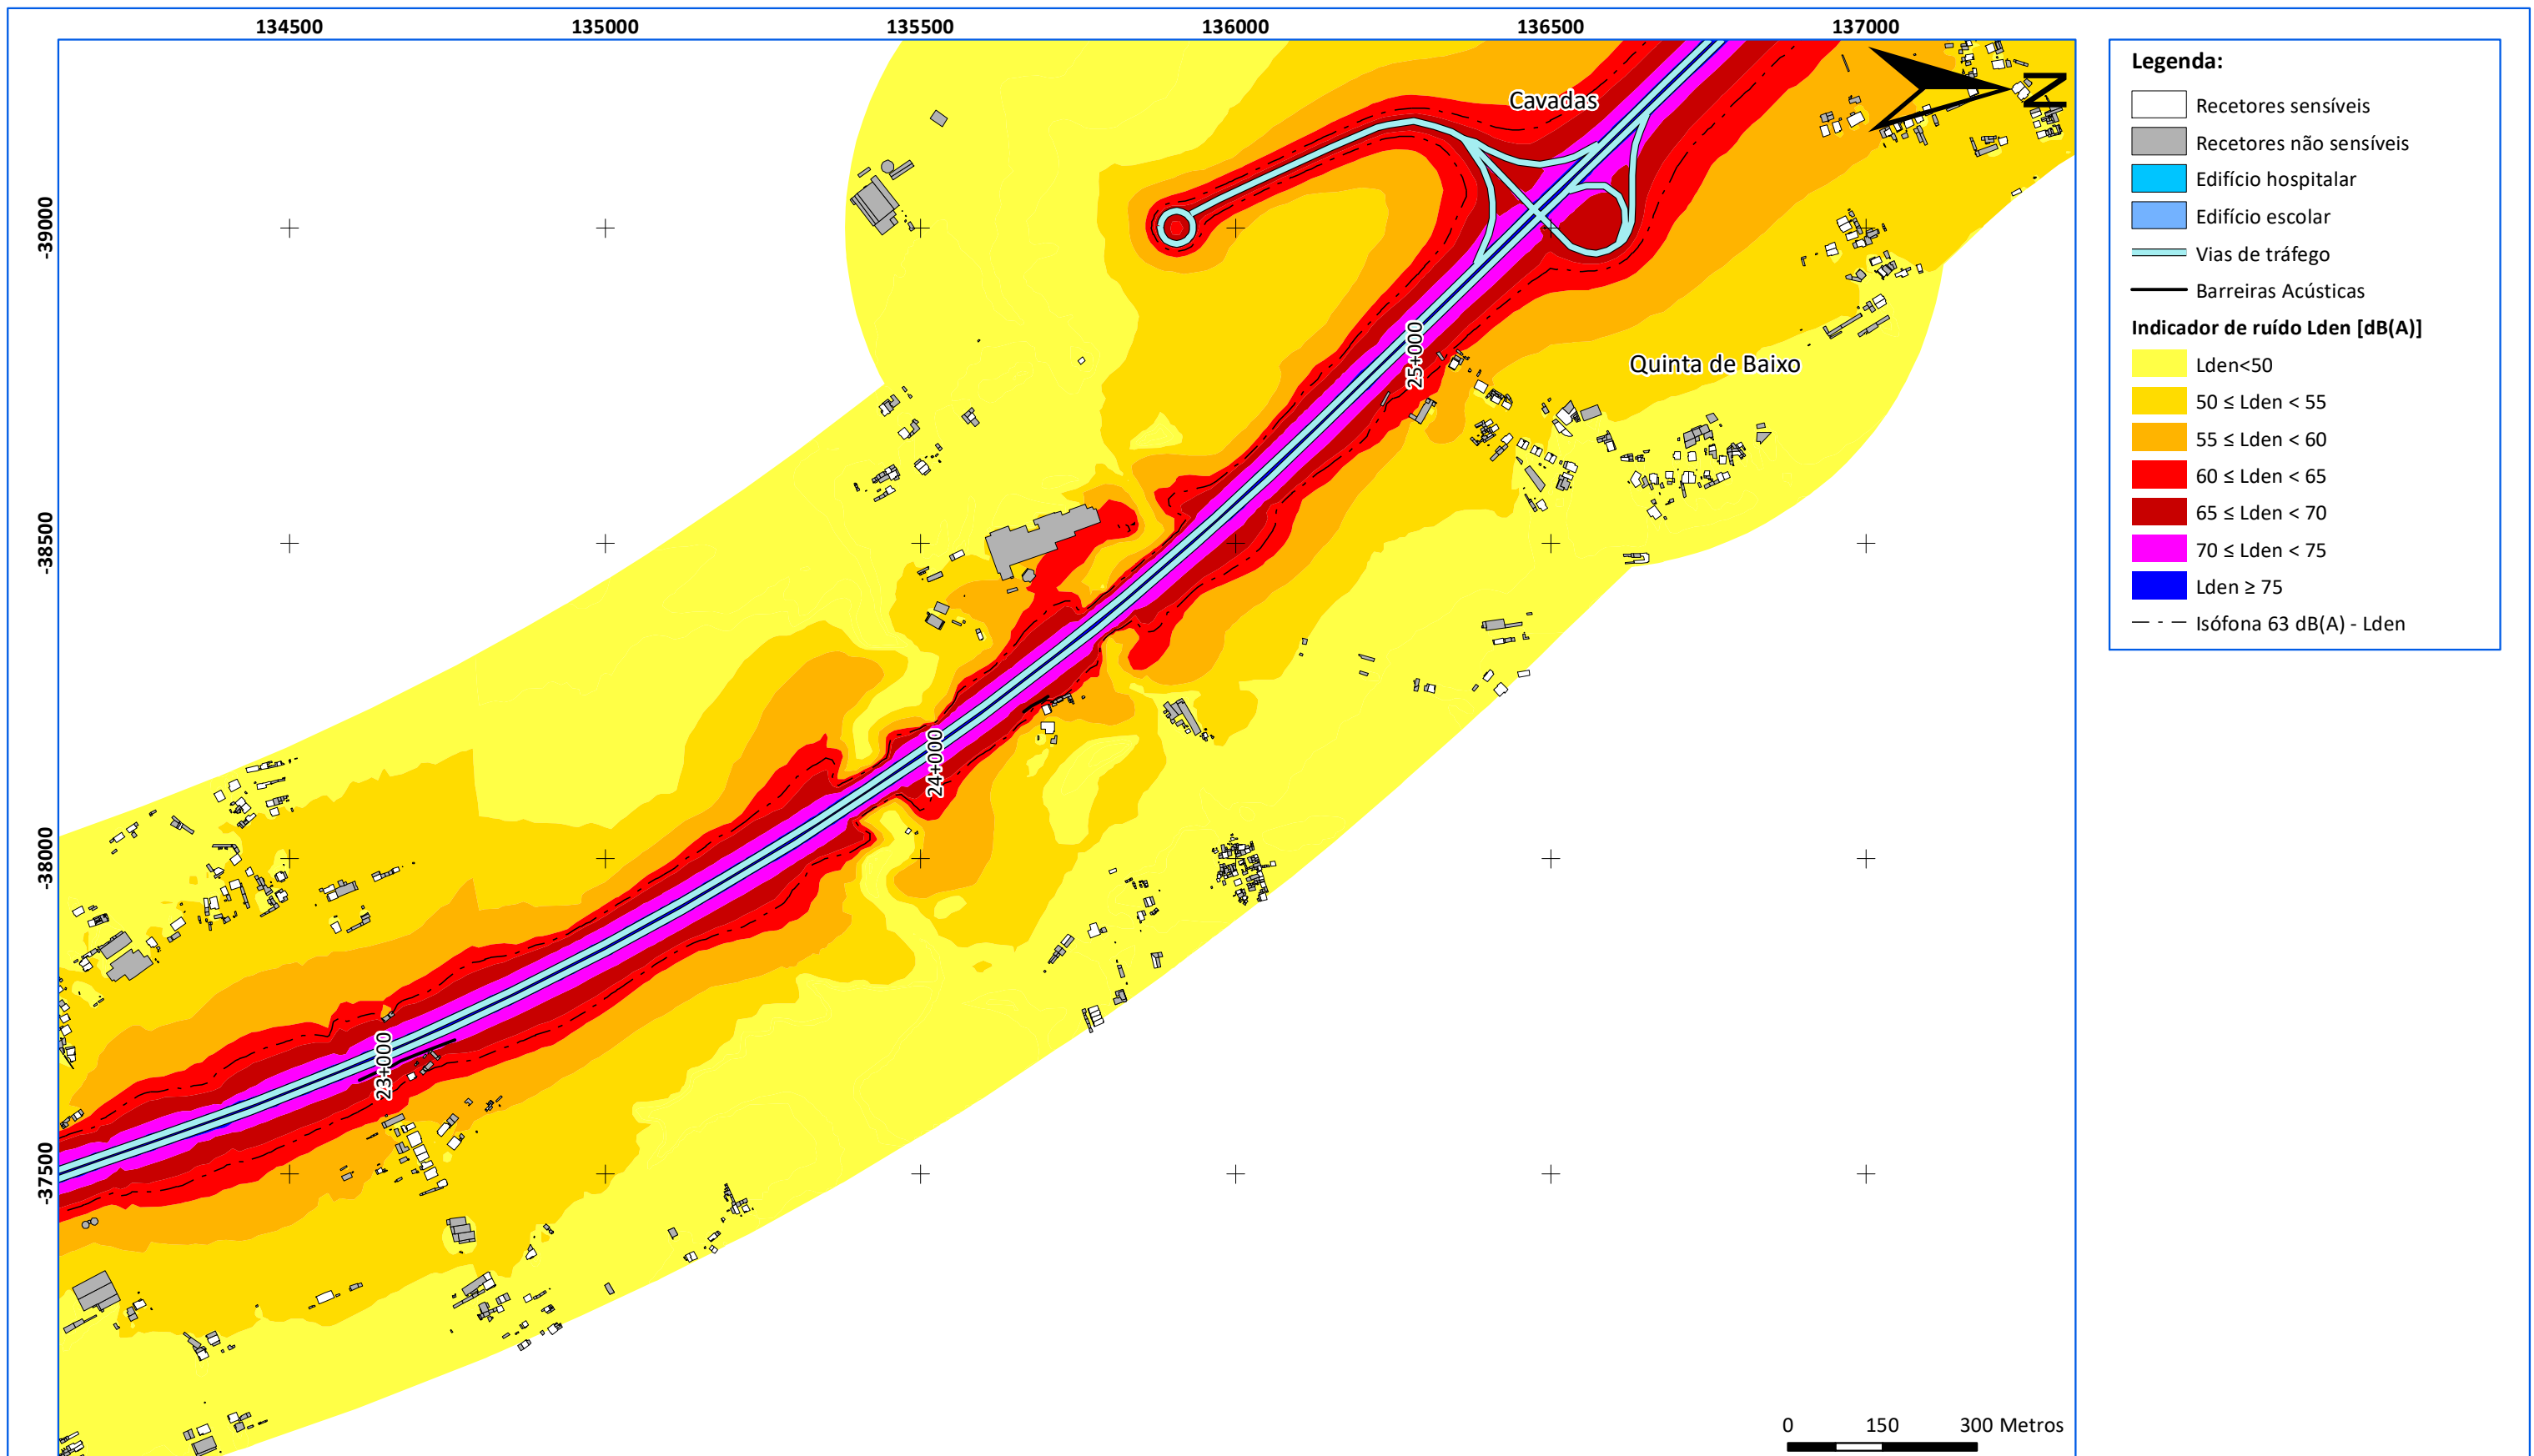 134500 135000 135500 136000 136500 137000
-39000
-38500
-38000
-37500
N
Cavadas
Quinta de Baixo
25+000
24+000
23+000
0 150 300 Metros
Legenda:
Recetores sensíveis
Recetores não sensíveis
Edifício hospitalar
Edifício escolar
Vias de tráfego
Barreiras Acústicas
Indicador de ruído Lden [dB(A)]
Lden<50
50 ≤ Lden < 55
55 ≤ Lden < 60
60 ≤ Lden < 65
65 ≤ Lden < 70
70 ≤ Lden < 75
Lden ≥ 75
Isófona 63 dB(A) - Lden